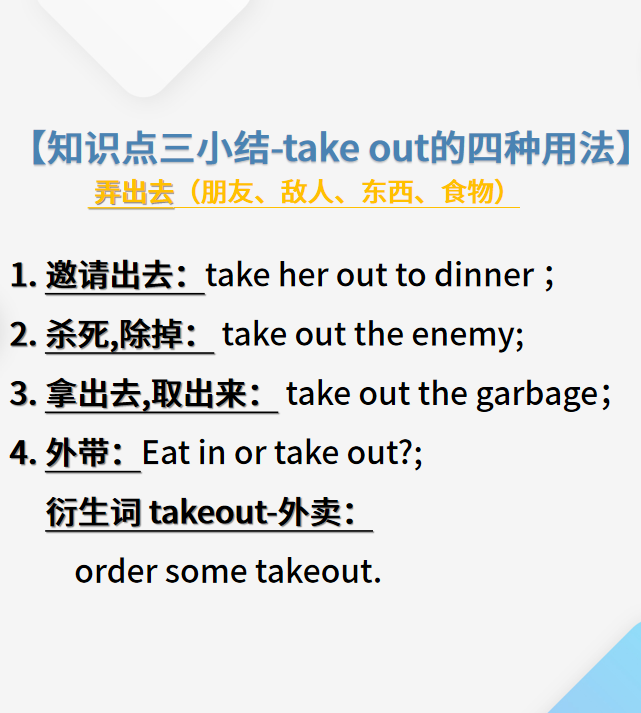 【知识点三小结-take out的四种用法】
弄出去（朋友、敌人、东西、食物）
1. 邀请出去：take her out to dinner；
2. 杀死,除掉： take out the enemy;
3. 拿出去,取出来： take out the garbage；
4. 外带：Eat in or take out?;
衍生词 takeout-外卖：
order some takeout.